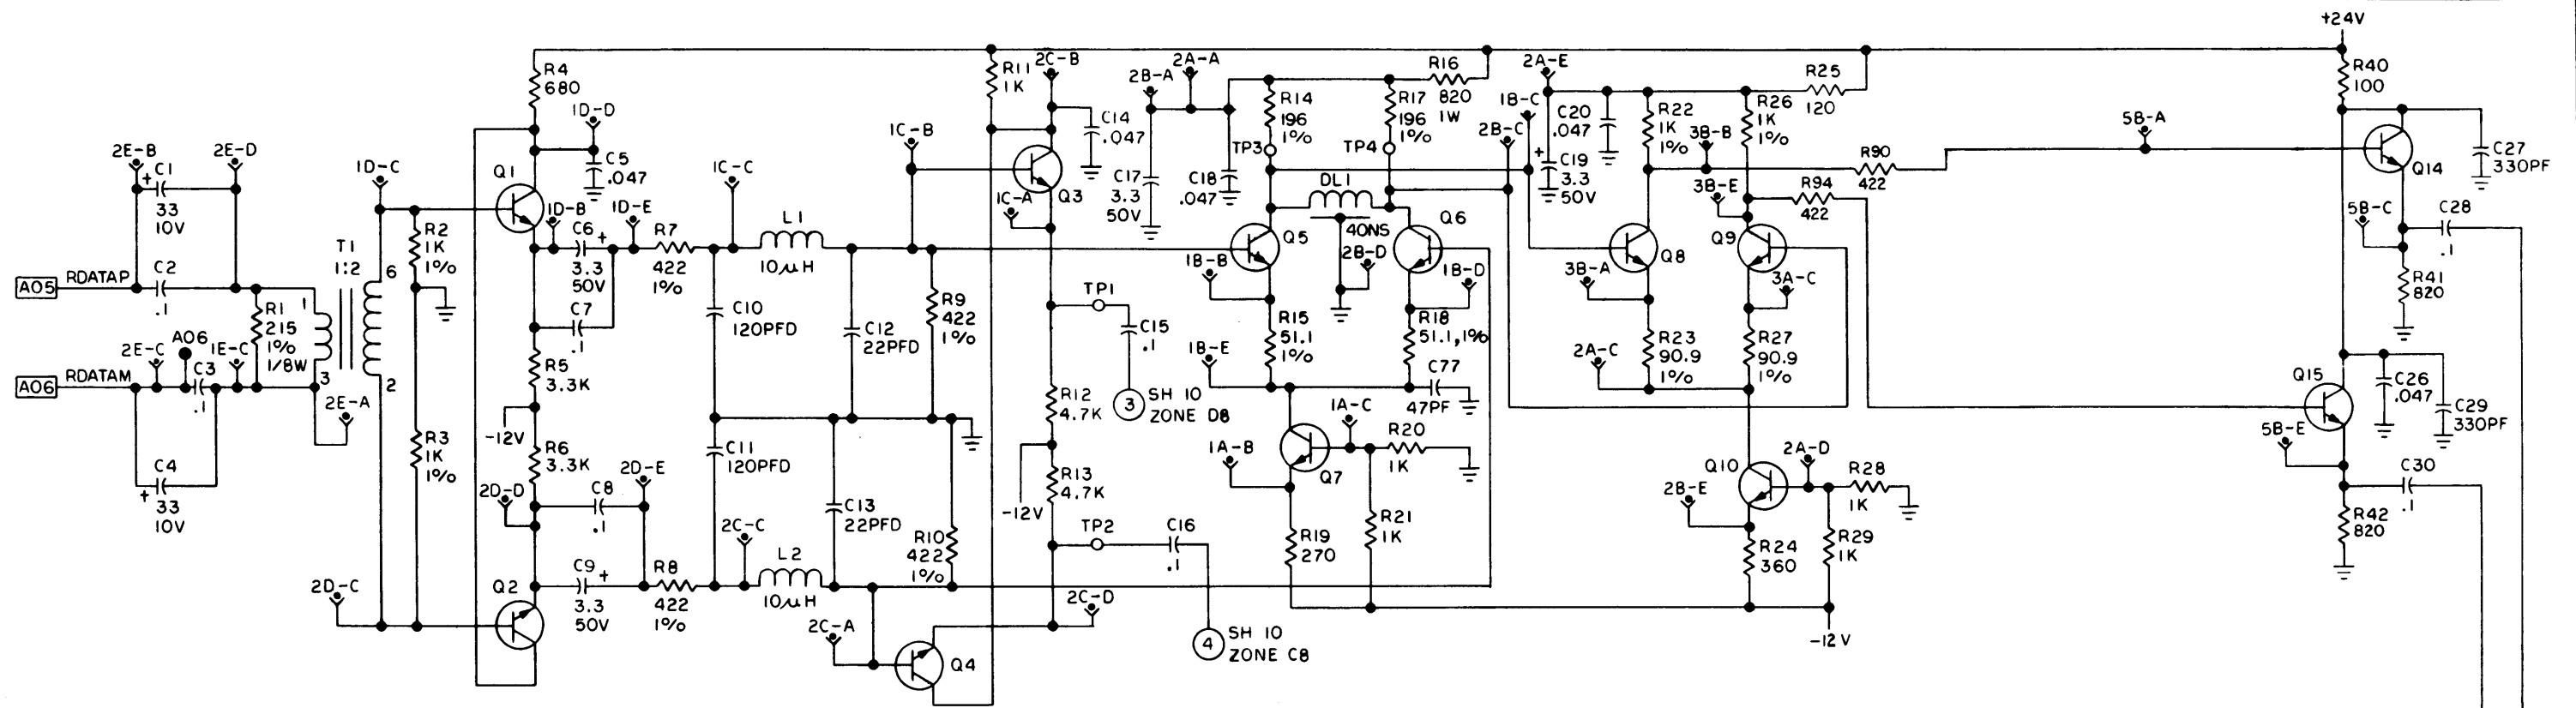 +24V
R4
680
R11
1K
2C-B
2B-A
2A-A
R16
820
1W
2A-E
R25
120
R40
100
1D-D
C14
.047
R14
196
1%
R17
196
1%
1B-C
2B-C
C20
.047
R22
1K
1%
R26
1K
1%
3B-B
5B-A
2E-B
C1
+
33
10V
2E-D
1D-C
Q1
C5
.047
1C-B
1C-C
Q3
1C-A
C17
3.3
50V
C18
.047
TP3
TP4
DL1
40NS
+
C19
3.3
50V
R90
422
3B-E
R94
422
Q14
C27
330PF
5B-C
C28
.1
R41
820
A05
RDATAP
C2
.1
T1
1:2
1
6
3
2
R2
1K
1%
1D-B
C6
+
3.3
50V
1D-E
R7
422
1%
L1
10μH
Q5
Q6
1B-B
2B-D
1B-D
Q8
Q9
3B-A
3A-C
C7
.1
C10
120PFD
C12
22PFD
R9
422
1%
TP1
C15
.1
R15
51.1
1%
R18
51.1,1%
R23
90.9
1%
R27
90.9
1%
2A-C
1B-E
C77
47PF
R1
215
1%
1/8W
2E-C
A06
1E-C
C3
.1
A06
RDATAM
2E-A
C4
+
33
10V
R3
1K
1%
R5
3.3K
-12V
R6
3.3K
R12
4.7K
3
SH 10
ZONE D8
R13
4.7K
-12V
C11
120PFD
C13
22PFD
R10
422
1%
1A-C
1A-B
Q7
R20
1K
R19
270
R21
1K
Q10
2A-D
2B-E
R28
1K
R24
360
R29
1K
-12V
Q15
C26
.047
C29
330PF
5B-E
C30
.1
R42
820
2D-D
2D-E
C8
.1
2C-C
TP2
C16
.1
2D-C
Q2
C9
+
3.3
50V
R8
422
1%
L2
10μH
2C-A
Q4
2C-D
4
SH 10
ZONE C8